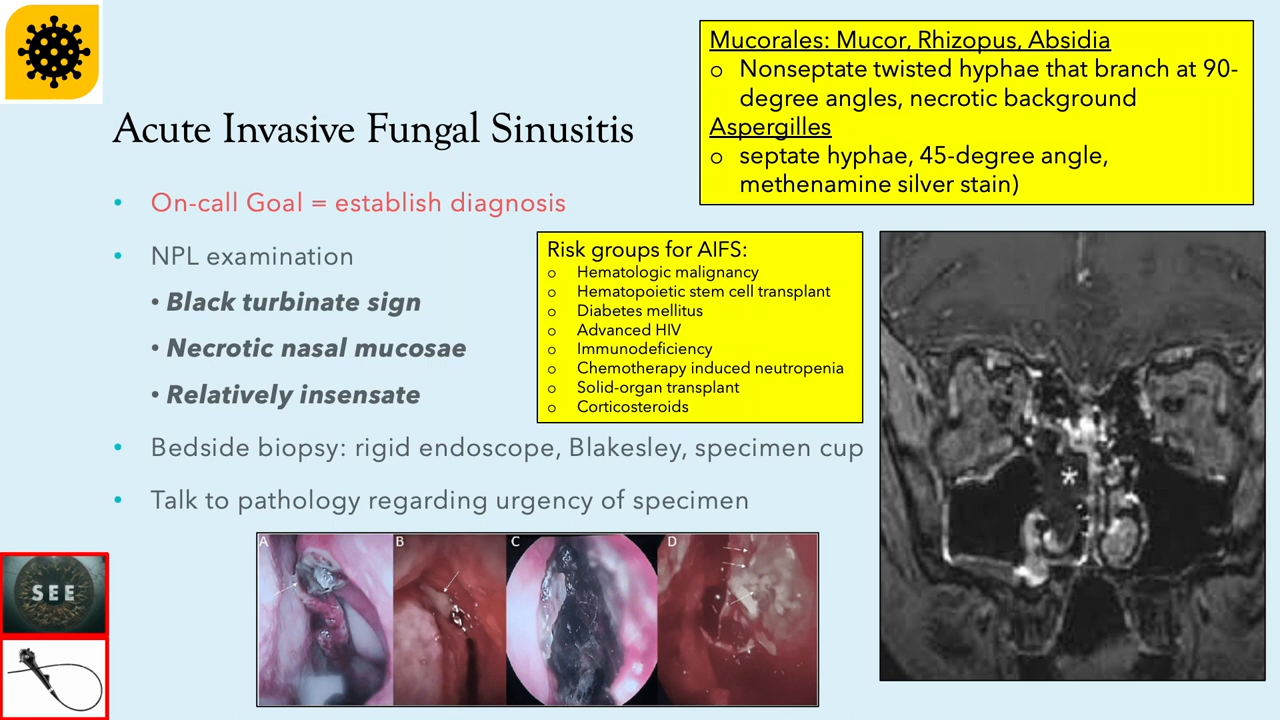 Acute Invasive Fungal Sinusitis
• On-call Goal = establish diagnosis
• NPL examination
• Black turbinate sign
• Necrotic nasal mucosae
• Relatively insensate
• Bedside biopsy: rigid endoscope, Blakesley, specimen cup
• Talk to pathology regarding urgency of specimen
Mucorales: Mucor, Rhizopus, Absidia
o Nonseptate twisted hyphae that branch at 90-
degree angles, necrotic background
Aspergilles
o septate hyphae, 45-degree angle,
methenamine silver stain)
Risk groups for AIFS:
o Hematologic malignancy
o Hematopoietic stem cell transplant
o Diabetes mellitus
o Advanced HIV
o Immunodeficiency
o Chemotherapy induced neutropenia
o Solid-organ transplant
o Corticosteroids
*
A B C D
SEE